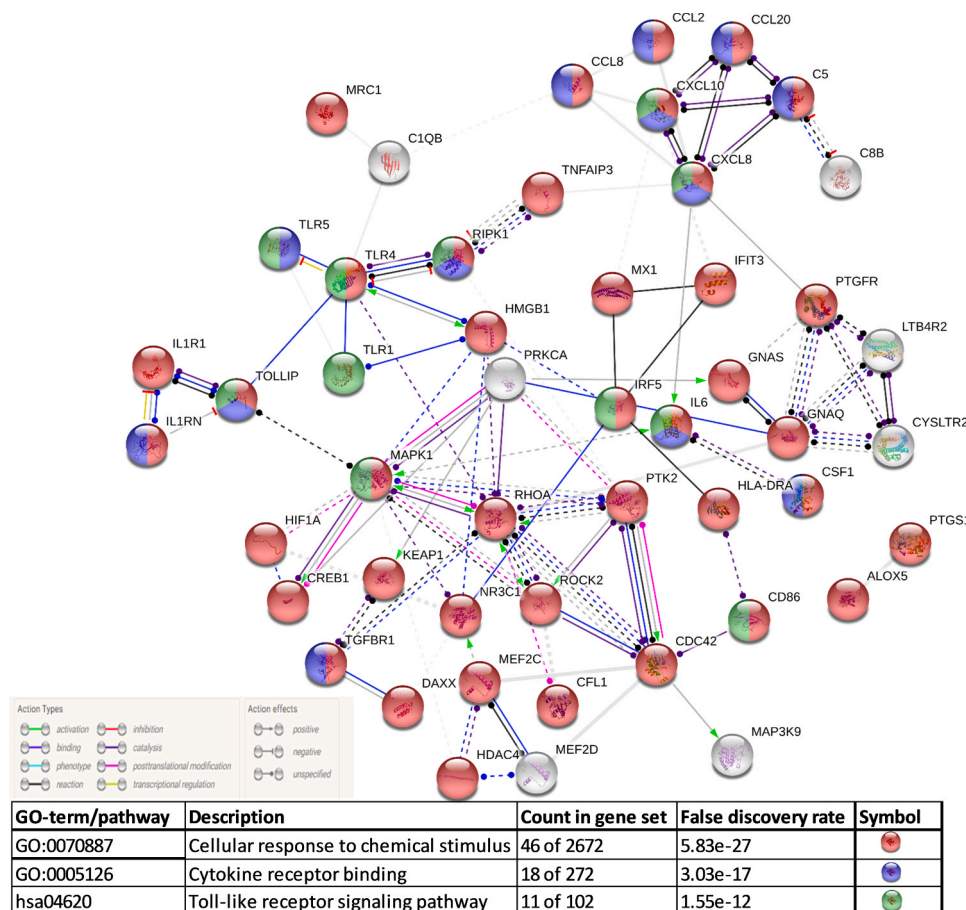 CCL2
CCL20
CCL8
C5
MRC1
CXCL10
C1QB
C8B
CXCL8
TNFAIP3
TLR5
RIPK1
TLR4
MX1
IFIT3
PTGFR
HMGB1
LTB4R2
IL1R1
TLR1
PRKCA
GNAS
TOLLIP
IRF5
IL6
IL1RN
GNAQ
CYSLTR2
MAPK1
PTK2
CSF1
RHOA
HLA-DRA
HIF1A
PTGS1
KEAP1
ALOX5
CREB1
NR3C1
ROCK2
CD86
TGFBR1
CDC42
MEF2C
DAXX
CFL1
MAP3K9
HDAC4
MEF2D
Action Types
activation inhibition
binding catalysis
phenotype posttranslational modification
reaction transcriptional regulation
Action effects
positive
negative
unspecified
GO-term/pathway Description Count in gene set False discovery rate Symbol
GO:0070887 Cellular response to chemical stimulus 46 of 2672 5.83e-27
GO:0005126 Cytokine receptor binding 18 of 272 3.03e-17
hsa04620 Toll-like receptor signaling pathway 11 of 102 1.55e-12